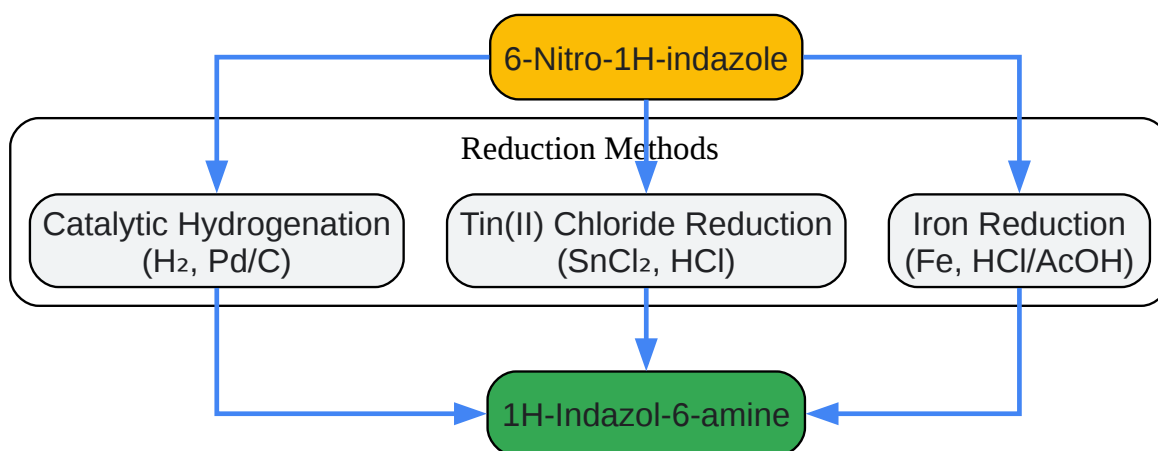 6-Nitro-1H-indazole
Reduction Methods
Catalytic Hydrogenation
(H₂, Pd/C)
Tin(II) Chloride Reduction
(SnCl₂, HCl)
Iron Reduction
(Fe, HCl/AcOH)
1H-Indazol-6-amine